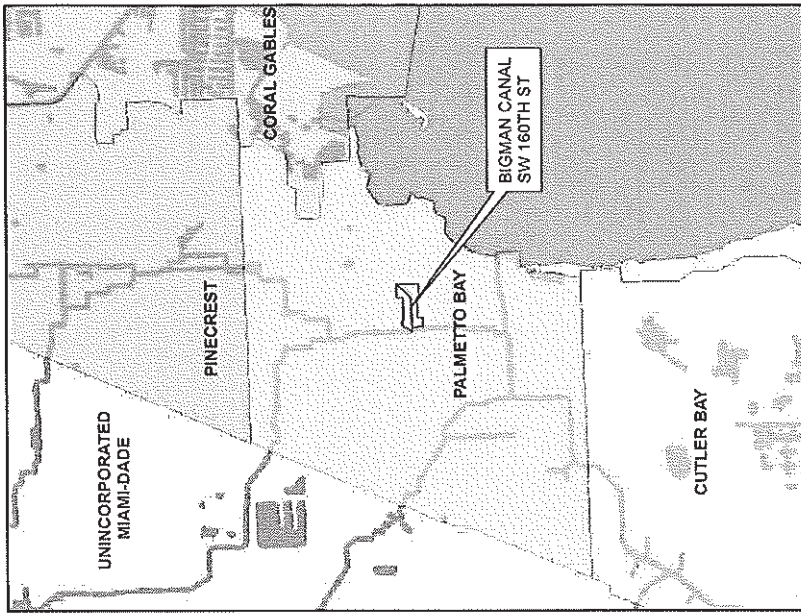 UNINCORPORATED
MIAMI-DADE
PINECREST
CORAL GABLES
BIGMAN CANAL
SW 160TH ST
PALMETTO BAY
CUTLER BAY